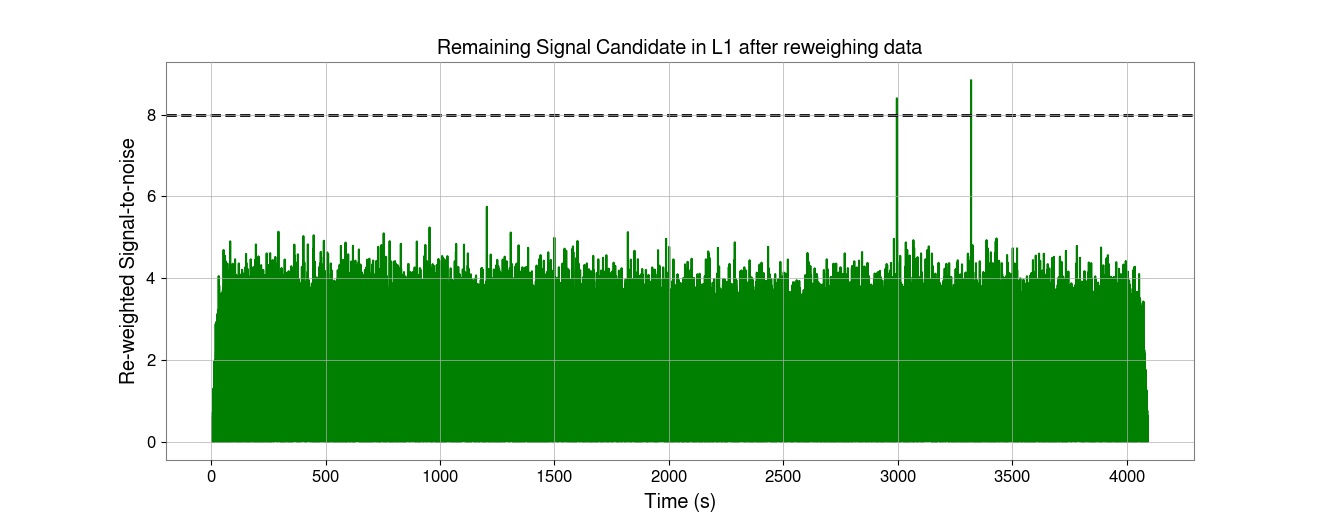 Remaining Signal Candidate in L1 after reweighing data
Re-weighted Signal-to-noise
8
6
4
2
0
0 500 1000 1500 2000 2500 3000 3500 4000
Time (s)